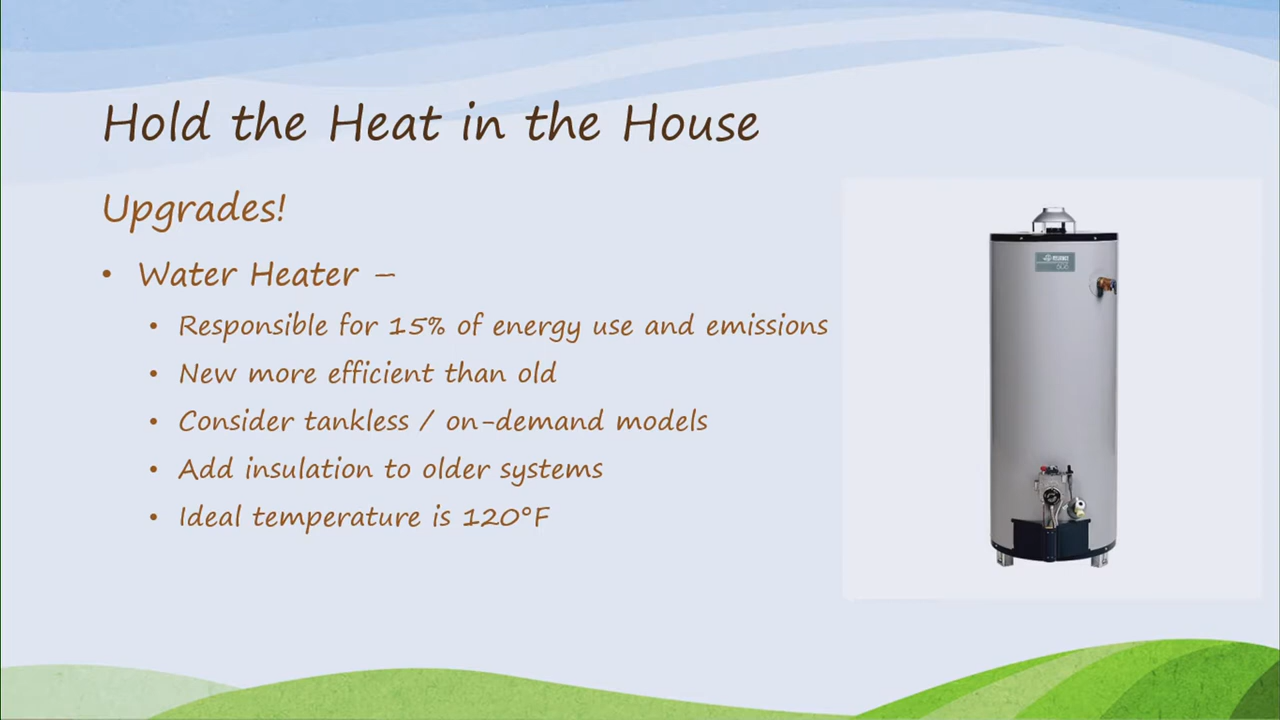 Hold the Heat in the House
Upgrades!
• Water Heater –
• Responsible for 15% of energy use and emissions
• New more efficient than old
• Consider tankless / on-demand models
• Add insulation to older systems
• Ideal temperature is 120°F